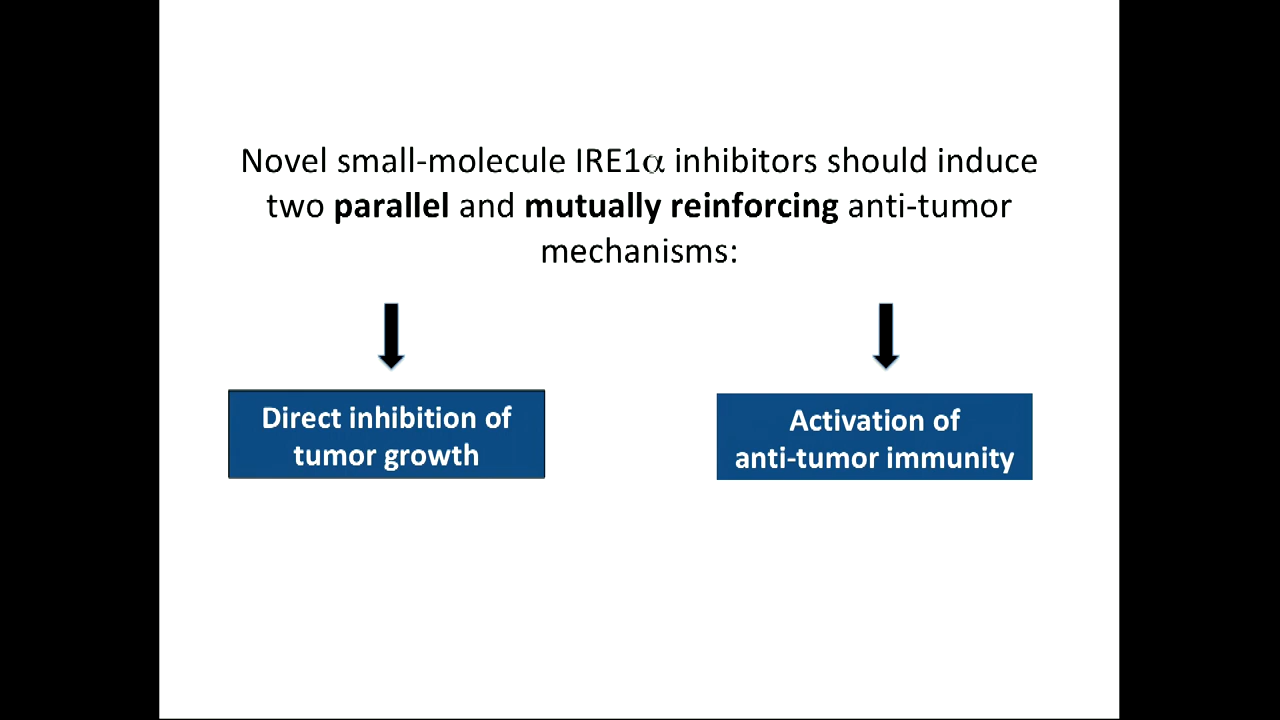 Novel small-molecule IRE1α inhibitors should induce
two parallel and mutually reinforcing anti-tumor
mechanisms:
Direct inhibition of
tumor growth
Activation of
anti-tumor immunity